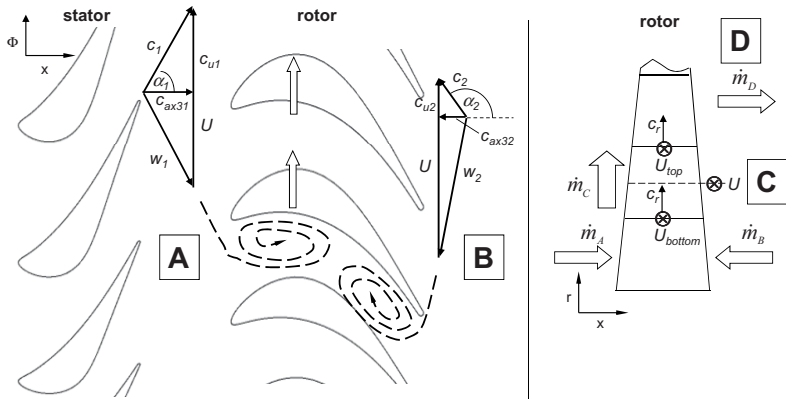 stator
rotor
Φ
x
c1
α1
cu1
cax31
U
w1
A
c2
cu2
α2
cax32
U
w2
B
rotor
D
ṁD
cr
Utop
U
C
ṁC
cr
ṁA
Ubottom
ṁB
r
x